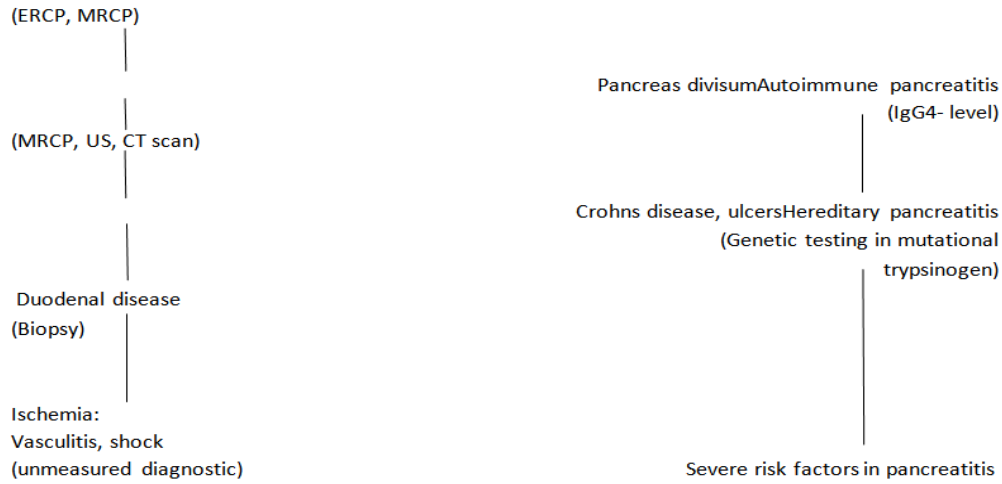 (ERCP, MRCP)
(MRCP, US, CT scan)
Duodenal disease
(Biopsy)
Ischemia:
Vasculitis, shock
(unmeasured diagnostic)
Pancreas divisumAutoimmune pancreatitis
(IgG4- level)
Crohns disease, ulcersHereditary pancreatitis
(Genetic testing in mutational
trypsinogen)
Severe risk factors in pancreatitis